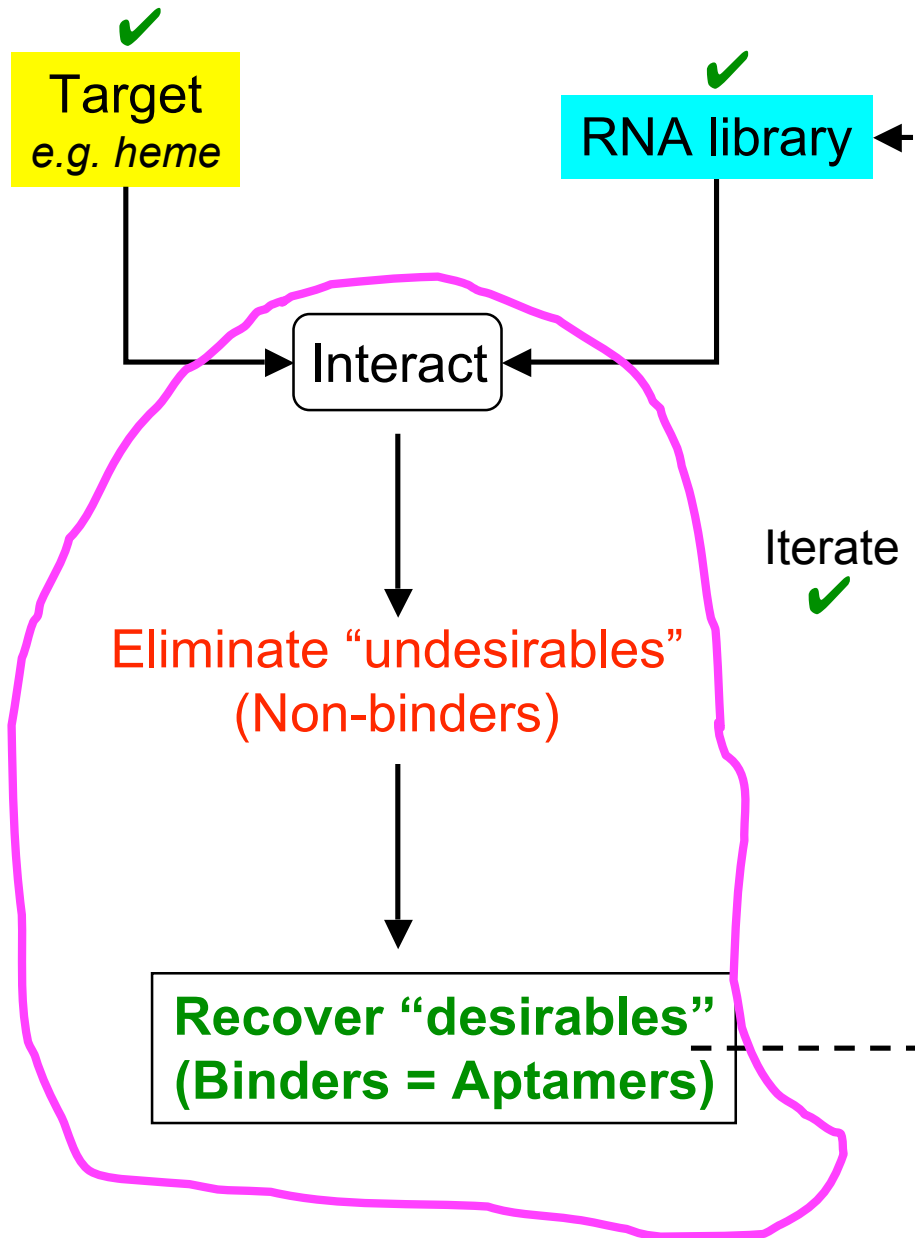 Target
e.g. heme
RNA library
Interact
Iterate
Eliminate “undesirables”
(Non-binders)
Recover “desirables”
(Binders = Aptamers)